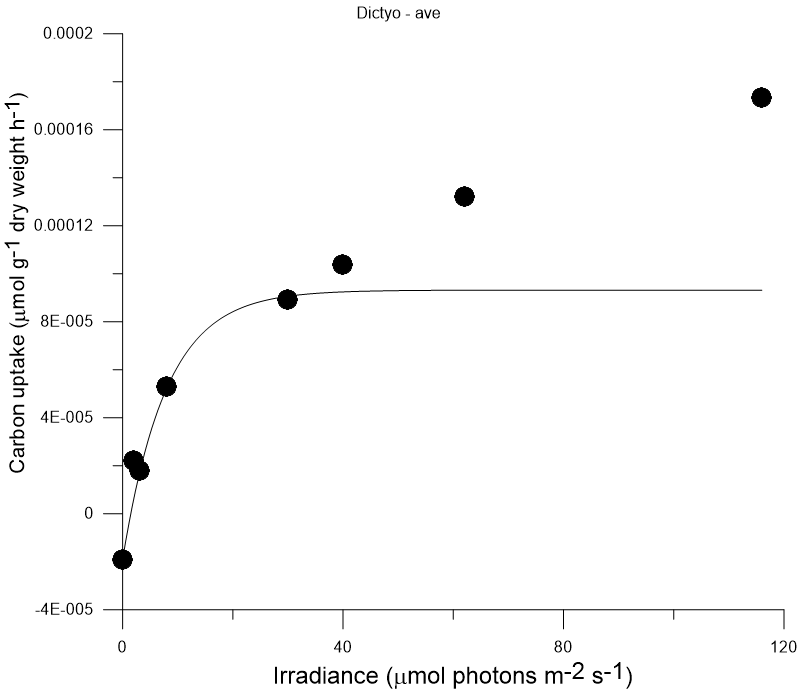 Dictyo - ave
0.0002
0.00016
0.00012
8E-005
4E-005
0
-4E-005
Carbon uptake (μmol g-1 dry weight h-1)
0 40 80 120
Irradiance (μmol photons m-2 s-1)